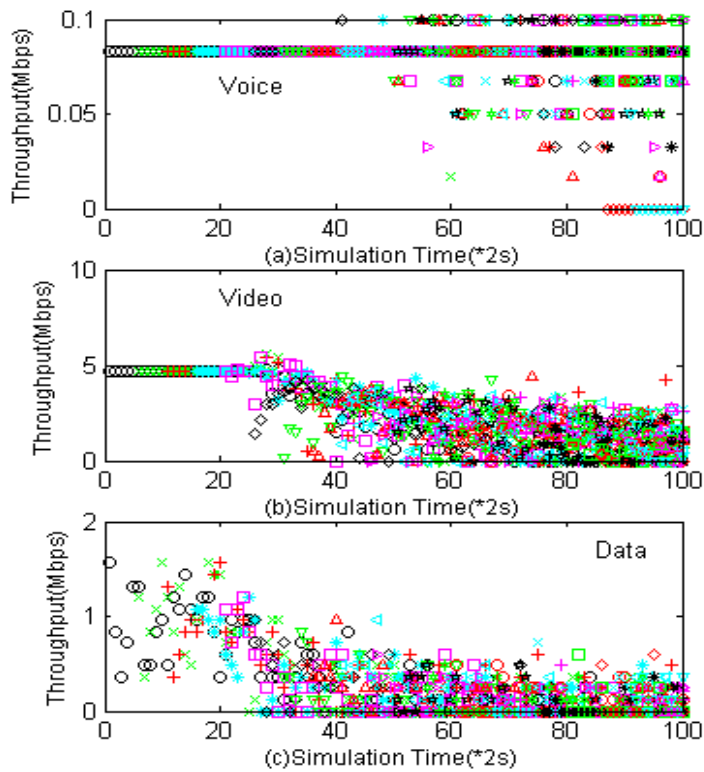 Throughput(Mbps)
0.1
0.05
0
Voice
0 20 40 60 80 100
(a)Simulation Time(*2s)
Throughput(Mbps)
10
5
0
Video
0 20 40 60 80 100
(b)Simulation Time(*2s)
Throughput(Mbps)
2
1
0
Data
0 20 40 60 80 100
(c)Simulation Time(*2s)